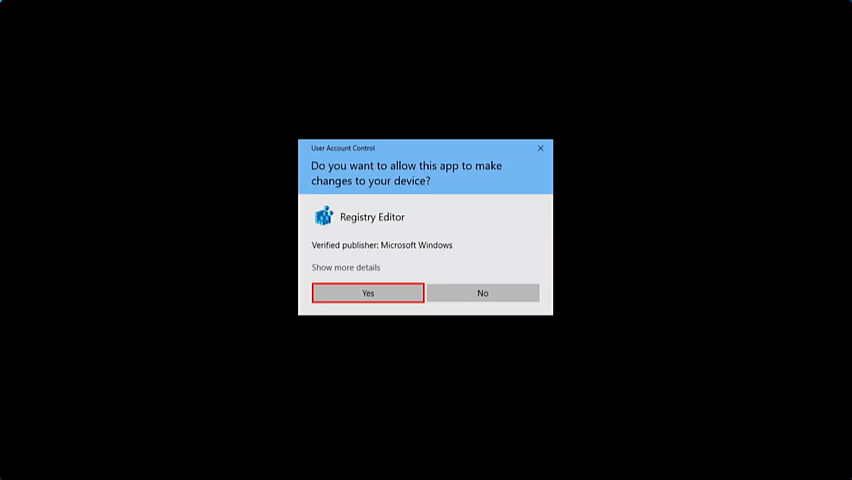 User Account Control
Do you want to allow this app to make
changes to your device?
Registry Editor
Verified publisher: Microsoft Windows
Show more details
Yes
No